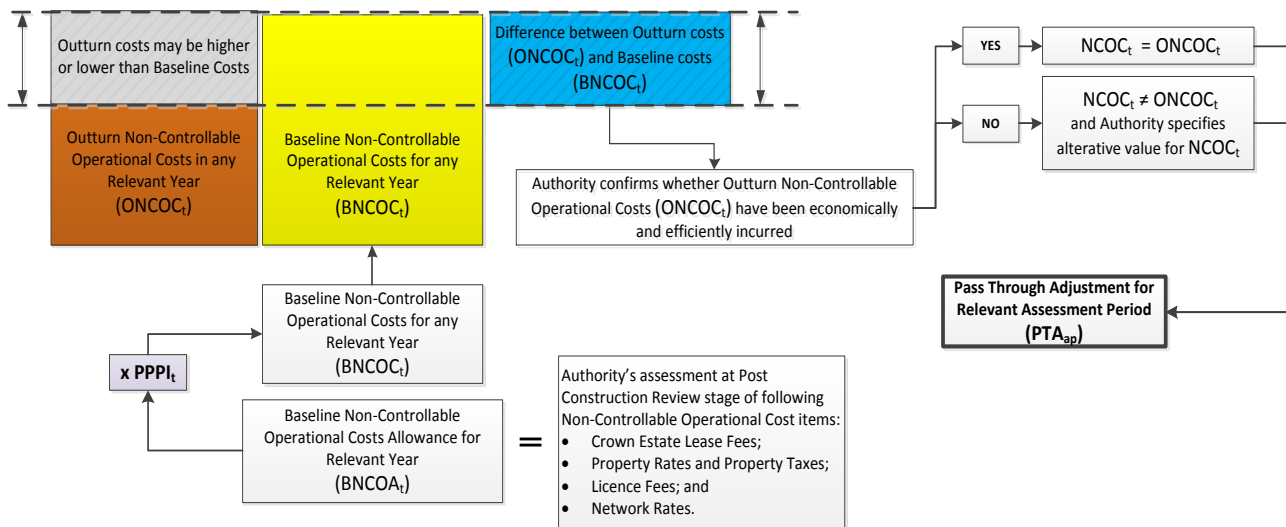 Outturn costs may be higher
or lower than Baseline Costs
Outturn Non-Controllable
Operational Costs in any
Relevant Year
(ONCOCt)
Baseline Non-Controllable
Operational Costs for any
Relevant Year
(BNCOCt)
Difference between Outturn costs
(ONCOCt) and Baseline costs
(BNCOCt)
YES
NCOCt = ONCOCt
NO
NCOCt ≠ ONCOCt
and Authority specifies
alterative value for NCOCt
Authority confirms whether Outturn Non-Controllable
Operational Costs (ONCOCt) have been economically
and efficiently incurred
Baseline Non-Controllable
Operational Costs for any
Relevant Year
(BNCOCt)
Pass Through Adjustment for
Relevant Assessment Period
(PTAap)
x PPPIt
Baseline Non-Controllable
Operational Costs Allowance for
Relevant Year
(BNCOAt)
=
Authority's assessment at Post
Construction Review stage of following
Non-Controllable Operational Cost items:
• Crown Estate Lease Fees;
• Property Rates and Property Taxes;
• Licence Fees; and
• Network Rates.